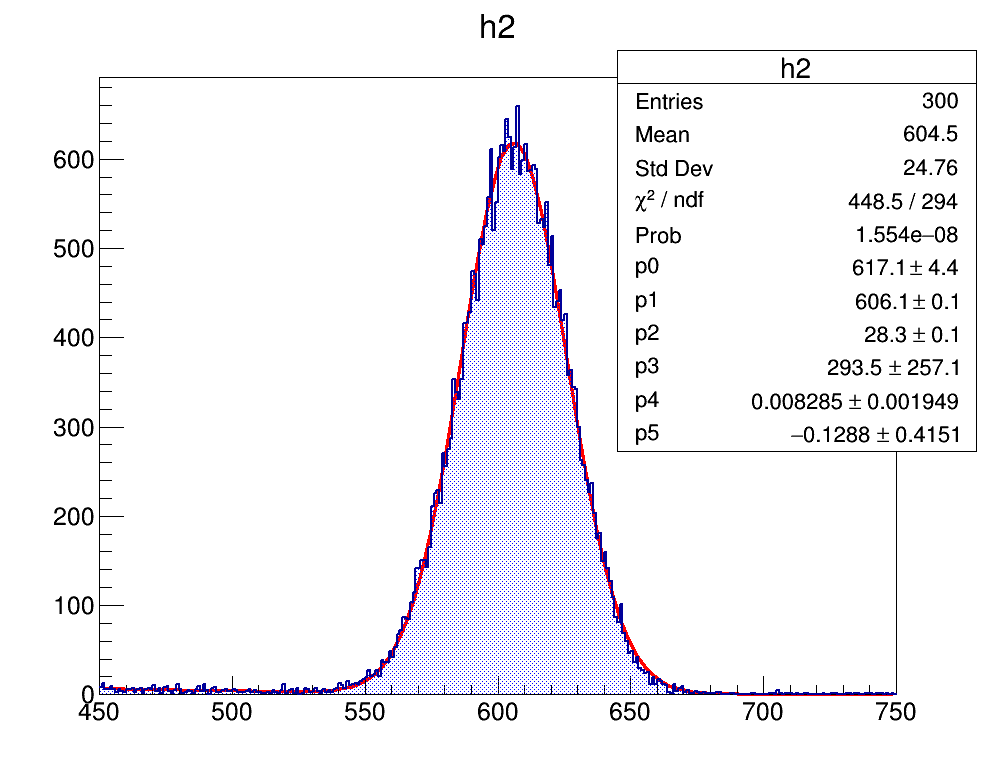 h2
h2
Entries 300
Mean 604.5
Std Dev 24.76
χ² / ndf 448.5 / 294
Prob 1.554e−08
p0 617.1 ± 4.4
p1 606.1 ± 0.1
p2 28.3 ± 0.1
p3 293.5 ± 257.1
p4 0.008285 ± 0.001949
p5 −0.1288 ± 0.4151
600
500
400
300
200
100
0
450 500 550 600 650 700 750